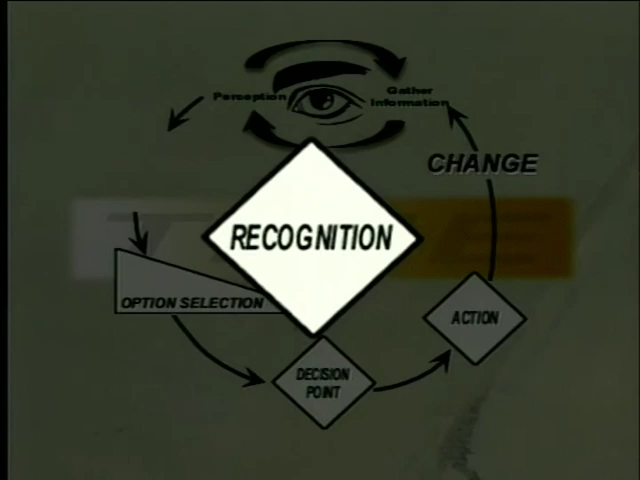 Perception
Gather
Information
CHANGE
RECOGNITION
OPTION SELECTION
ACTION
DECISION
POINT